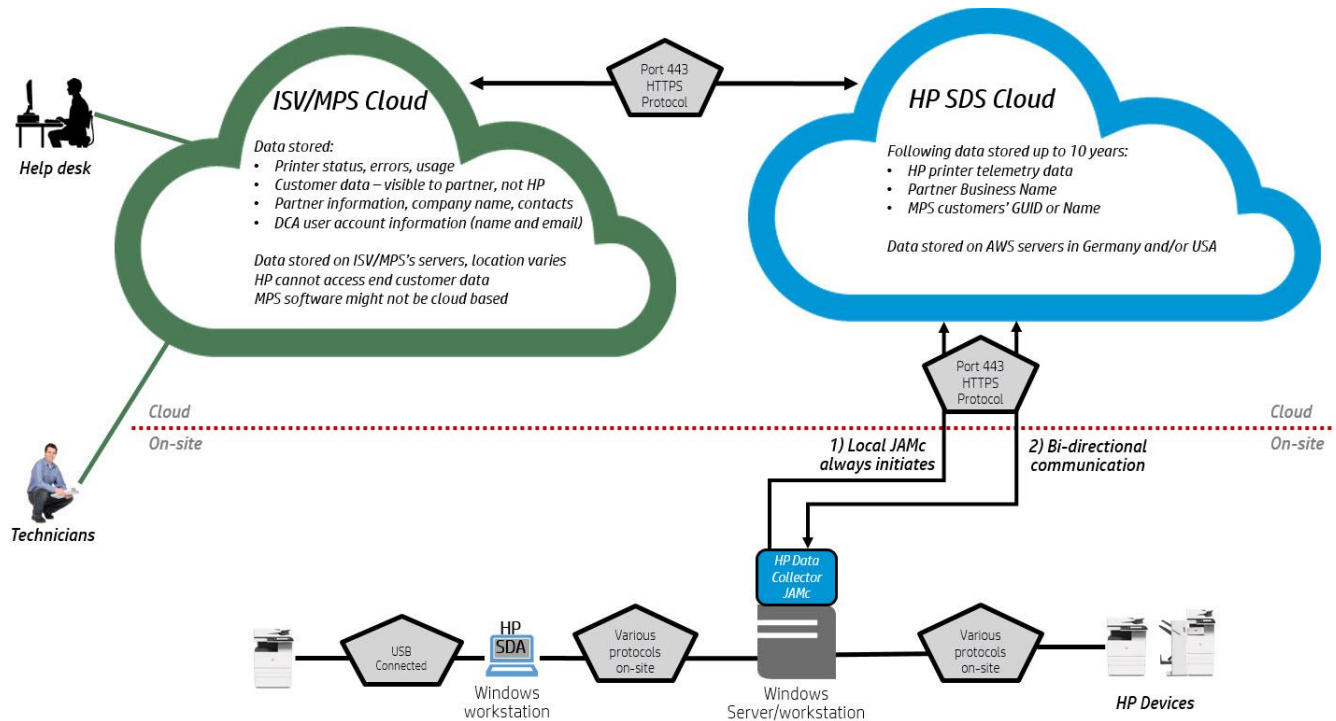 Port 443
HTTPS
Protocol
ISV/MPS Cloud
Data stored:
• Printer status, errors, usage
• Customer data – visible to partner, not HP
• Partner information, company name, contacts
• DCA user account information (name and email)
Data stored on ISV/MPS's servers, location varies
HP cannot access end customer data
MPS software might not be cloud based
HP SDS Cloud
Following data stored up to 10 years:
• HP printer telemetry data
• Partner Business Name
• MPS customers' GUID or Name
Data stored on AWS servers in Germany and/or USA
Help desk
Port 443
HTTPS
Protocol
Cloud
On-site
Cloud
On-site
1) Local JAMc
always initiates
2) Bi-directional
communication
Technicians
HP Data
Collector
JAMc
USB
Connected
HP
SDA
Windows
workstation
Various
protocols
on-site
Windows
Server/workstation
Various
protocols
on-site
HP Devices